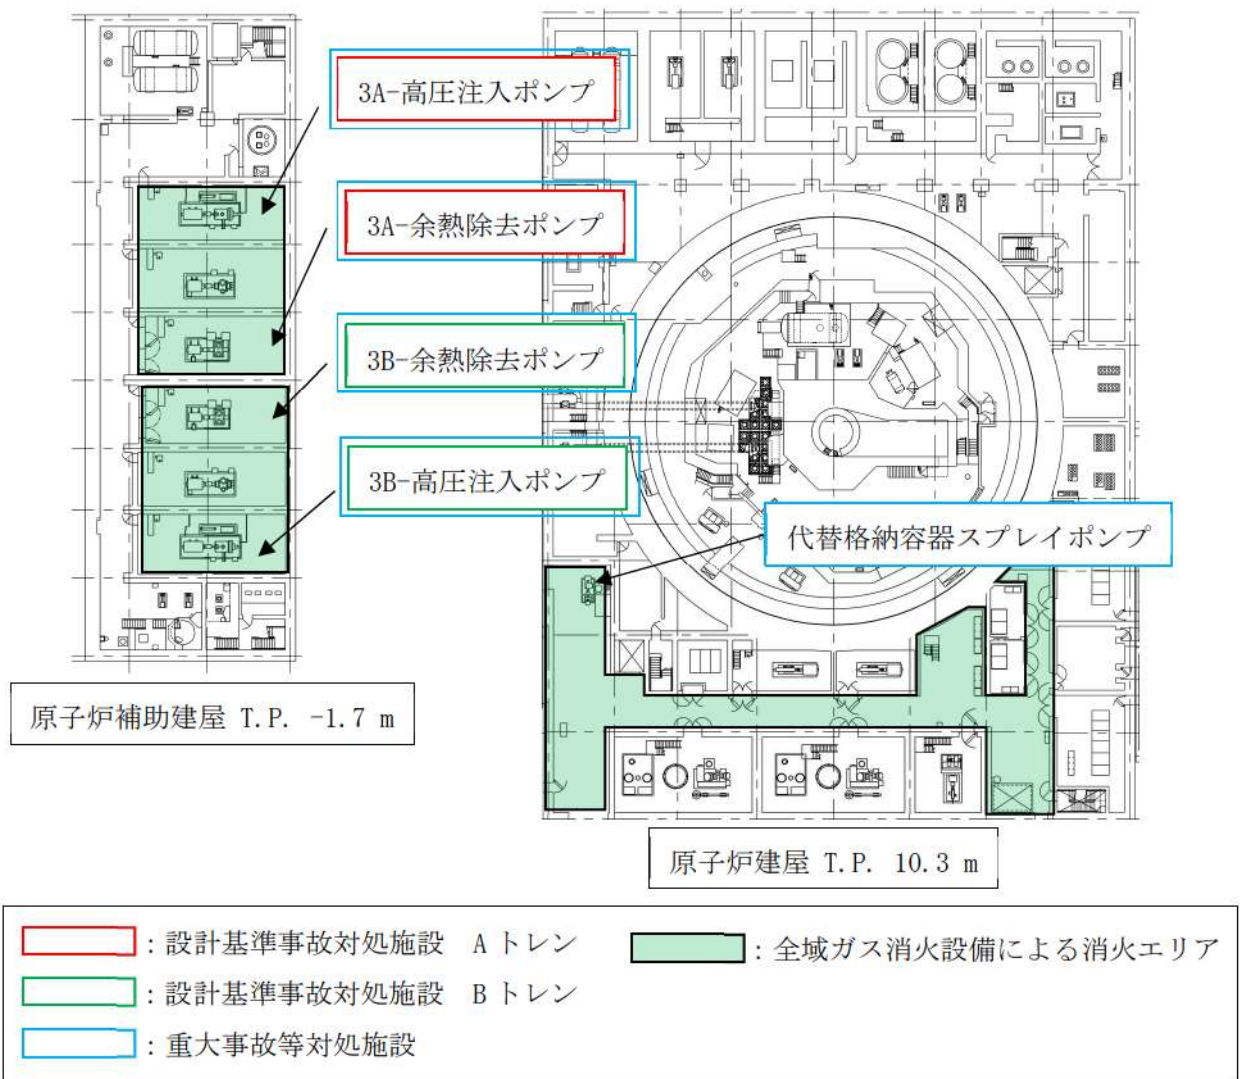 3A-高圧注入ポンプ
3A-余熱除去ポンプ
3B-余熱除去ポンプ
3B-高圧注入ポンプ
代替格納容器スプレイポンプ
原子炉補助建屋 T.P. -1.7 m
原子炉建屋 T.P. 10.3 m
：設計基準事故対処施設　A トレン
：設計基準事故対処施設　B トレン
：重大事故等対処施設
：全域ガス消火設備による消火エリア